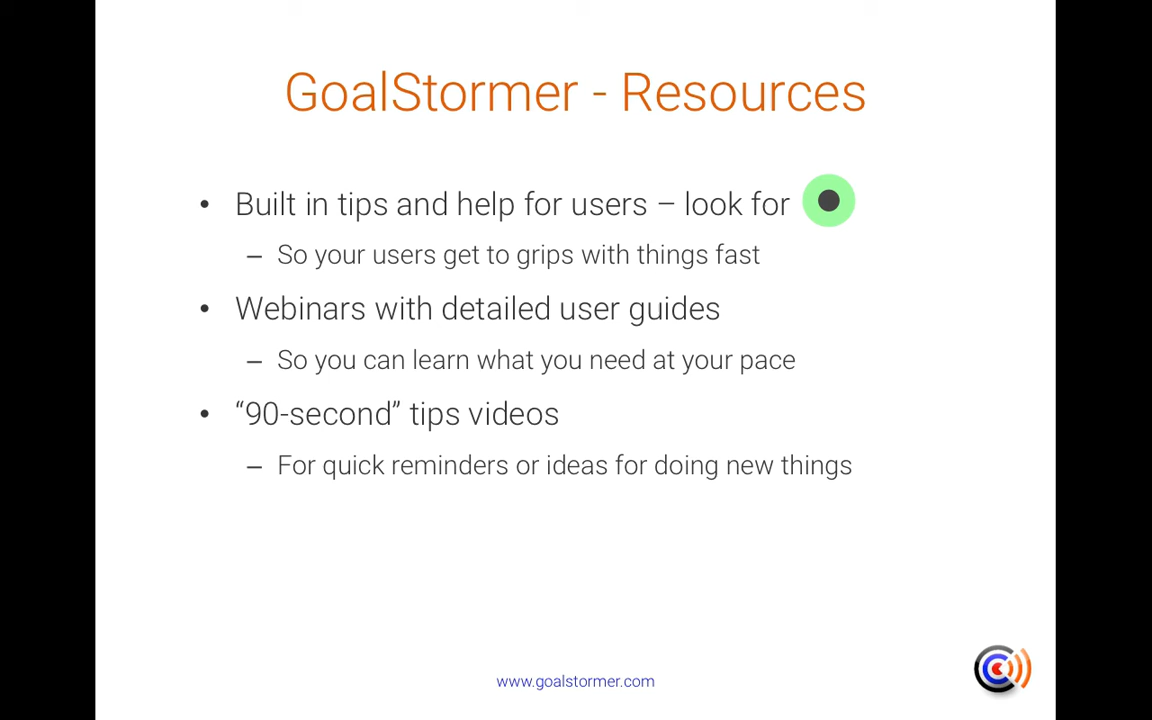 GoalStormer - Resources
• Built in tips and help for users – look for
– So your users get to grips with things fast
• Webinars with detailed user guides
– So you can learn what you need at your pace
• “90-second” tips videos
– For quick reminders or ideas for doing new things
www.goalstormer.com